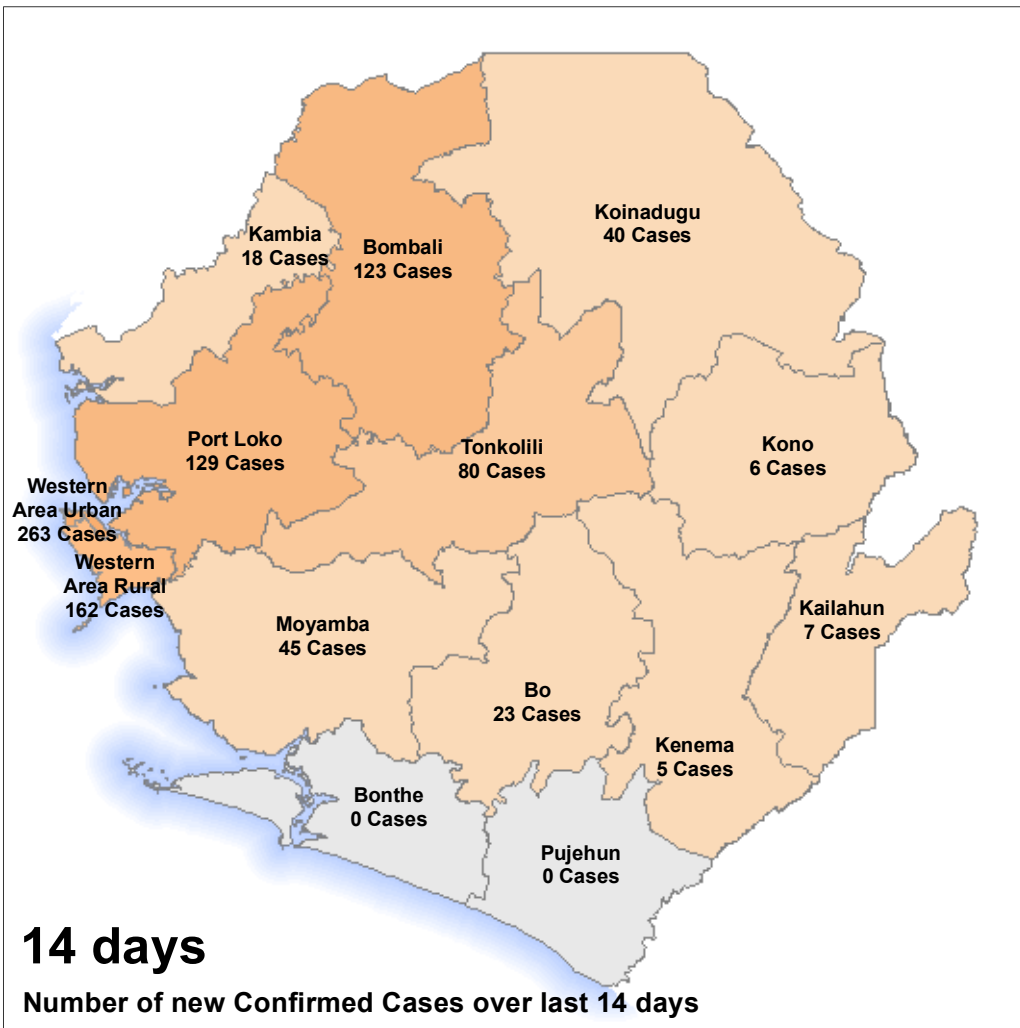 Koinadugu
40 Cases
Kambia
18 Cases
Bombali
123 Cases
Port Loko
129 Cases
Tonkolili
80 Cases
Kono
6 Cases
Western
Area Urban
263 Cases
Western
Area Rural
162 Cases
Kailahun
7 Cases
Moyamba
45 Cases
Bo
23 Cases
Kenema
5 Cases
Bonthe
0 Cases
Pujehun
0 Cases
14 days
Number of new Confirmed Cases over last 14 days